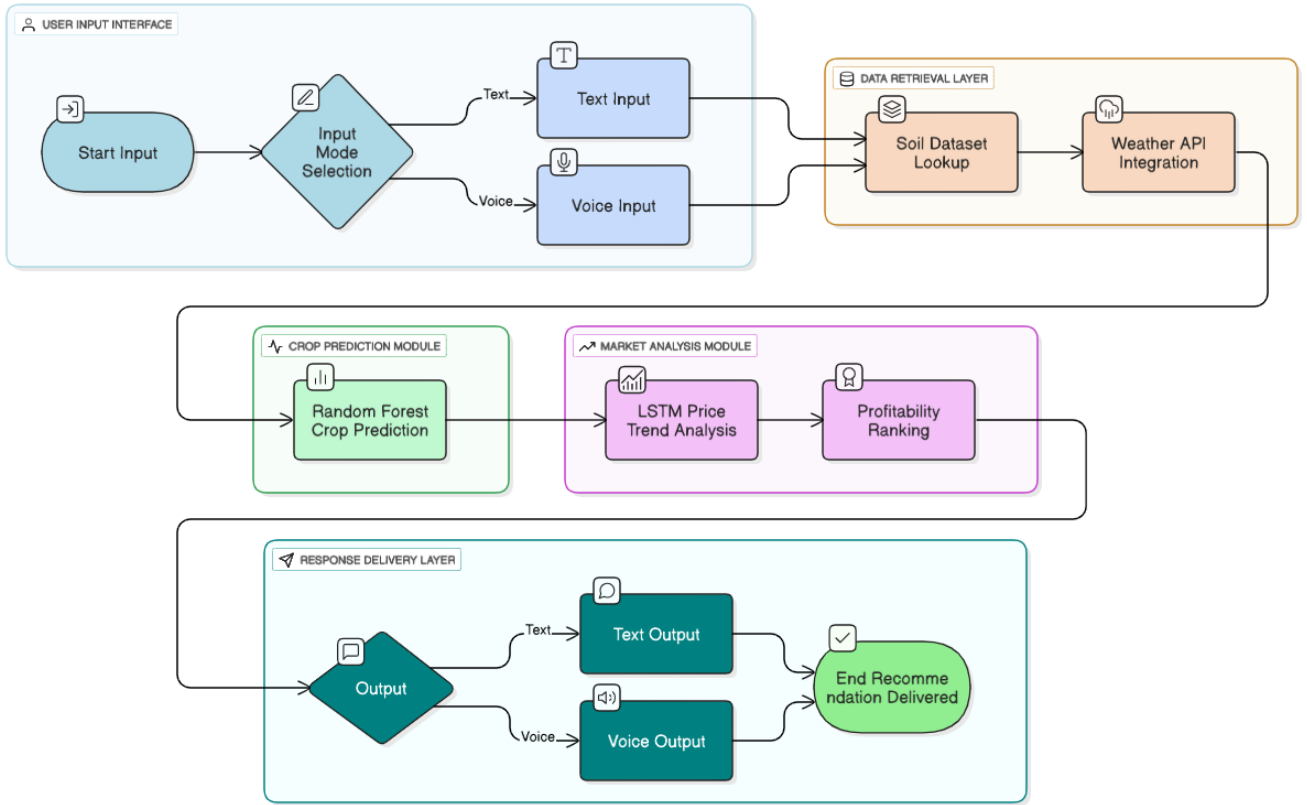 USER INPUT INTERFACE
Start Input
Input
Mode
Selection
Text
Text Input
Voice
Voice Input
DATA RETRIEVAL LAYER
Soil Dataset
Lookup
Weather API
Integration
CROP PREDICTION MODULE
Random Forest
Crop Prediction
MARKET ANALYSIS MODULE
LSTM Price
Trend Analysis
Profitability
Ranking
RESPONSE DELIVERY LAYER
Output
Text
Text Output
Voice
Voice Output
End Recomme
ndation Delivered